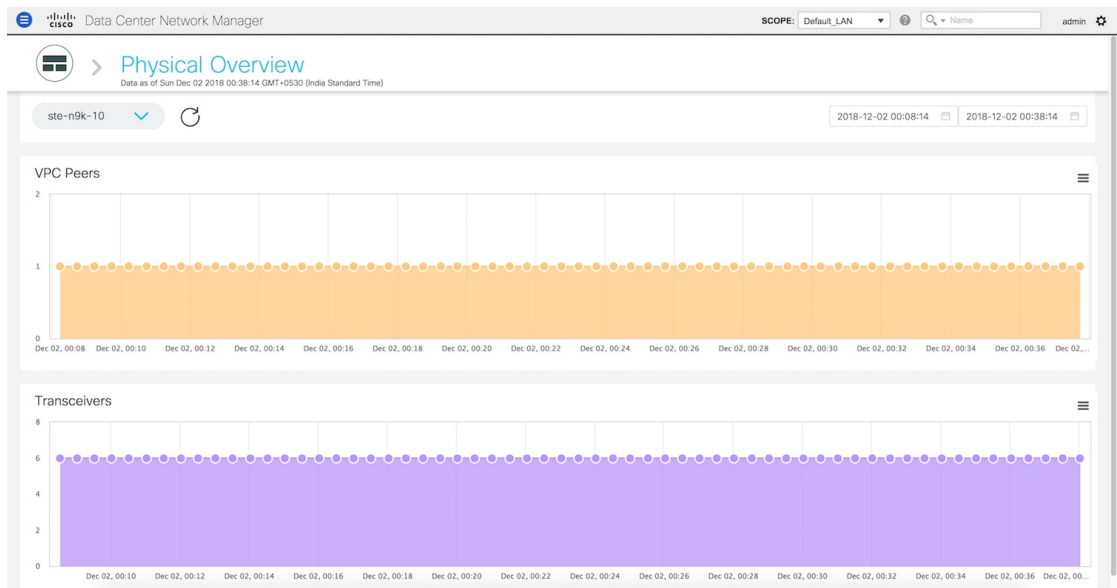 cisco Data Center Network Manager
SCOPE: Default_LAN
? Name
admin
Physical Overview
Data as of Sun Dec 02 2018 00:38:14 GMT+0530 (India Standard Time)
ste-n9k-10
2018-12-02 00:08:14 2018-12-02 00:38:14
VPC Peers
2
1
0
Dec 02, 00:08 Dec 02, 00:10 Dec 02, 00:12 Dec 02, 00:14 Dec 02, 00:16 Dec 02, 00:18 Dec 02, 00:20 Dec 02, 00:22 Dec 02, 00:24 Dec 02, 00:26 Dec 02, 00:28 Dec 02, 00:30 Dec 02, 00:32 Dec 02, 00:34 Dec 02, 00:36 Dec 02,...
Transceivers
8
6
4
2
0
Dec 02, 00:10 Dec 02, 00:12 Dec 02, 00:14 Dec 02, 00:16 Dec 02, 00:18 Dec 02, 00:20 Dec 02, 00:22 Dec 02, 00:24 Dec 02, 00:26 Dec 02, 00:28 Dec 02, 00:30 Dec 02, 00:32 Dec 02, 00:34 Dec 02, 00:36 Dec 02, 00...